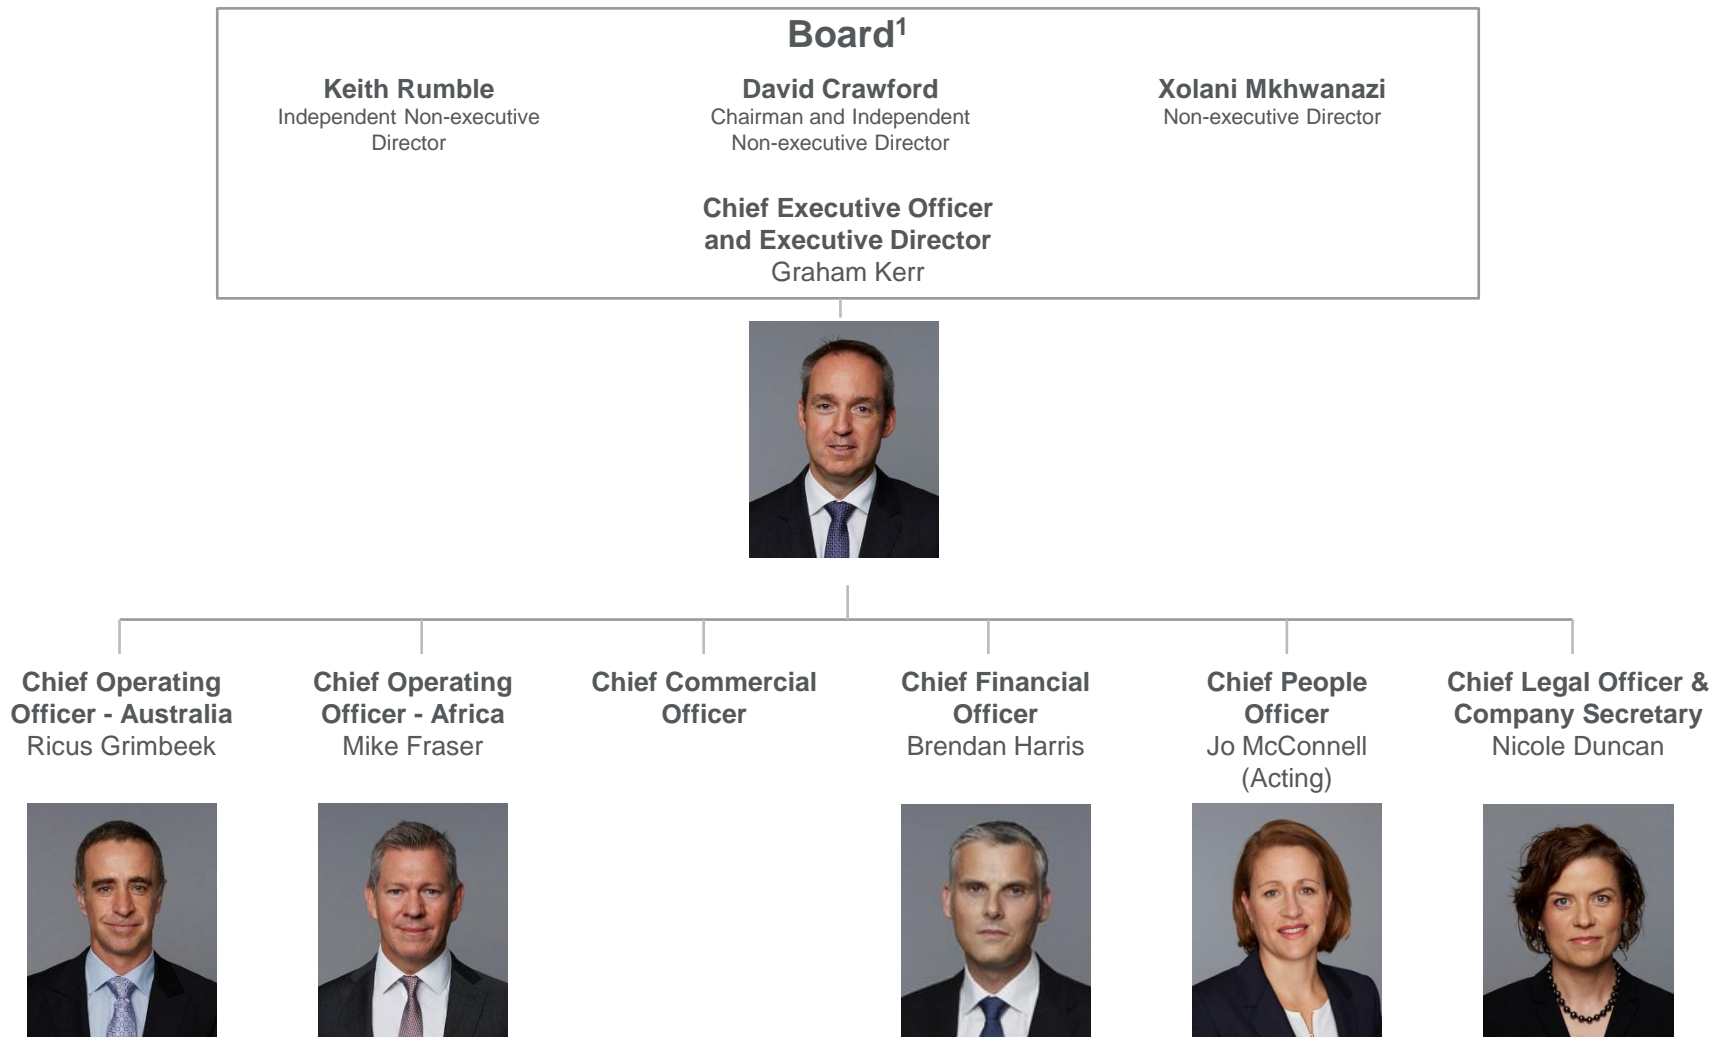 Board¹
Keith Rumble
Independent Non-executive
Director
David Crawford
Chairman and Independent
Non-executive Director
Xolani Mkhwanazi
Non-executive Director
Chief Executive Officer
and Executive Director
Graham Kerr
Chief Operating
Officer - Australia
Ricus Grimbeek
Chief Operating
Officer - Africa
Mike Fraser
Chief Commercial
Officer
Chief Financial
Officer
Brendan Harris
Chief People
Officer
Jo McConnell
(Acting)
Chief Legal Officer &
Company Secretary
Nicole Duncan